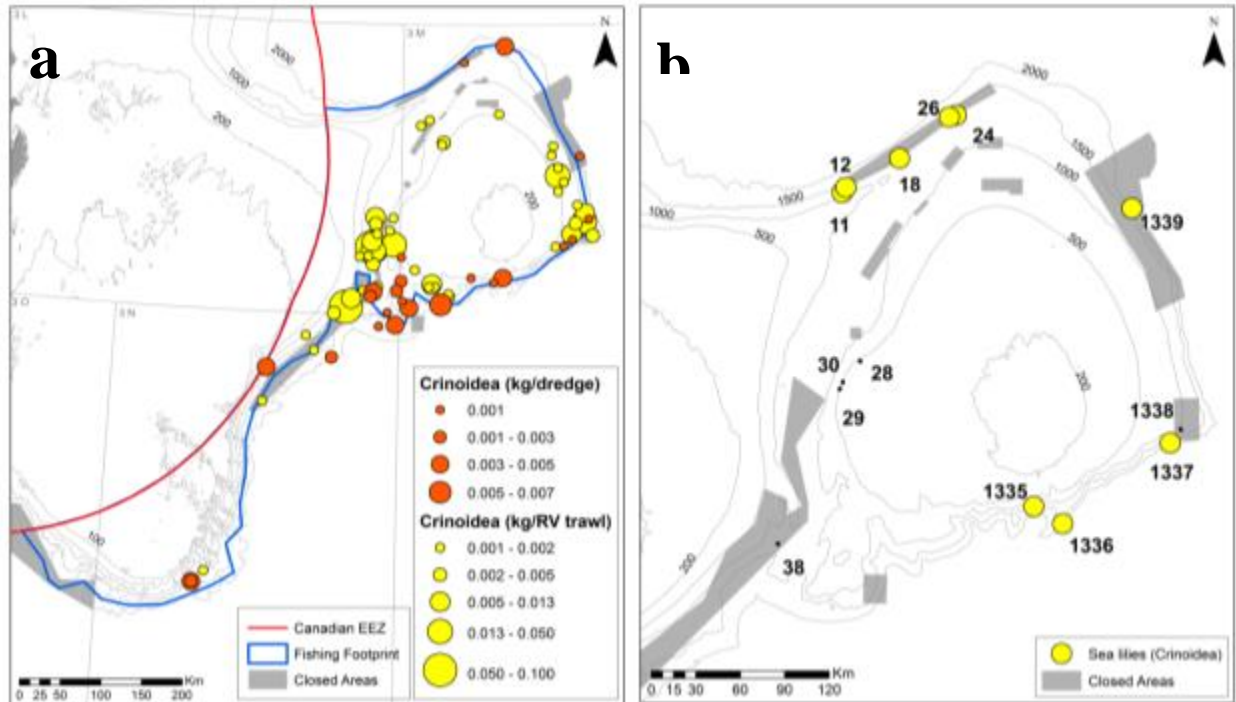 a
N
3 L
3 M
2000
1000
200
200
3 O
3 N
100
Crinoidea (kg/dredge)
0.001
0.001 - 0.003
0.003 - 0.005
0.005 - 0.007
Crinoidea (kg/RV trawl)
0.001 - 0.002
0.002 - 0.005
0.005 - 0.013
0.013 - 0.050
0.050 - 0.100
Canadian EEZ
Fishing Footprint
Closed Areas
Km
0 25 50 100 150 200
b
N
2000
26
24
1500
12
18
1000
11
1500
1000
1339
500
500
30
28
29
200
1338
1337
1335
1336
200
38
Sea lilies (Crinoidea)
Closed Areas
Km
0 15 30 60 90 120